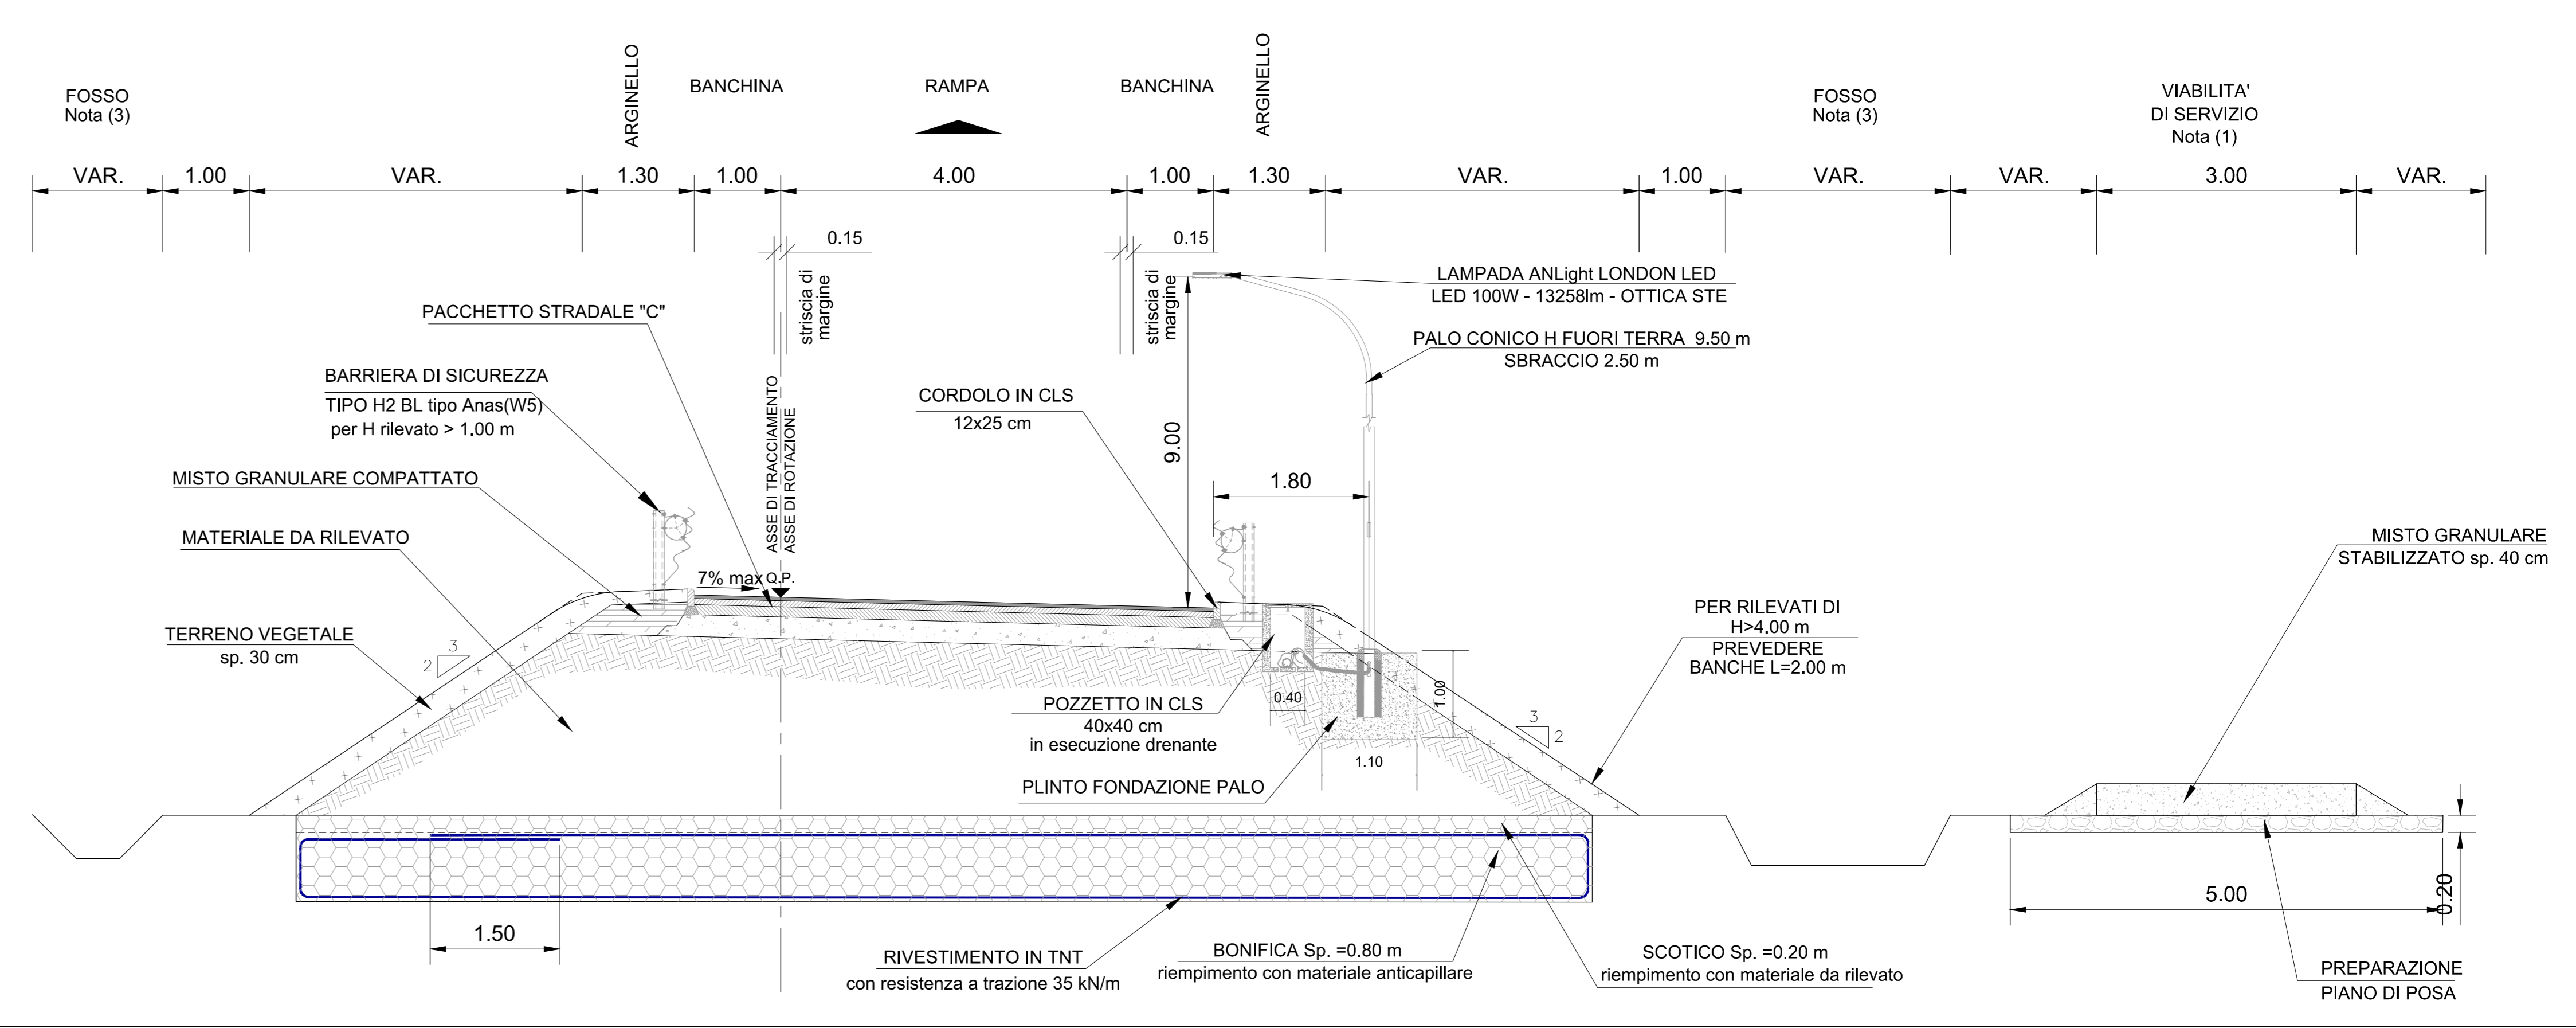 FOSSO
Nota (3)
ARGINELLO
BANCHINA
RAMPA
BANCHINA
ARGINELLO
FOSSO
Nota (3)
VIABILITA'
DI SERVIZIO
Nota (1)
VAR.
1.00
VAR.
1.30
1.00
4.00
1.00
1.30
VAR.
1.00
VAR.
VAR.
3.00
VAR.
0.15
striscia di
margine
0.15
striscia di
margine
LAMPADA ANLight LONDON LED
LED 100W - 13258lm - OTTICA STE
PALO CONICO H FUORI TERRA 9.50 m
SBRACCIO 2.50 m
PACCHETTO STRADALE "C"
BARRIERA DI SICUREZZA
TIPO H2 BL tipo Anas(W5)
per H rilevato > 1.00 m
ASSE DI TRACCIAMENTO
ASSE DI ROTAZIONE
CORDOLO IN CLS
12x25 cm
9.00
1.80
MISTO GRANULARE COMPATTATO
MATERIALE DA RILEVATO
7% max
Q.P.
TERRENO VEGETALE
sp. 30 cm
3
2
MISTO GRANULARE
STABILIZZATO sp. 40 cm
PER RILEVATI DI
H>4.00 m
PREVEDERE
BANCHE L=2.00 m
POZZETTO IN CLS
40x40 cm
in esecuzione drenante
0.40
1.00
3
2
1.10
PLINTO FONDAZIONE PALO
1.50
5.00
0.20
RIVESTIMENTO IN TNT
con resistenza a trazione 35 kN/m
BONIFICA Sp. =0.80 m
riempimento con materiale anticapillare
SCOTICO Sp. =0.20 m
riempimento con materiale da rilevato
PREPARAZIONE
PIANO DI POSA